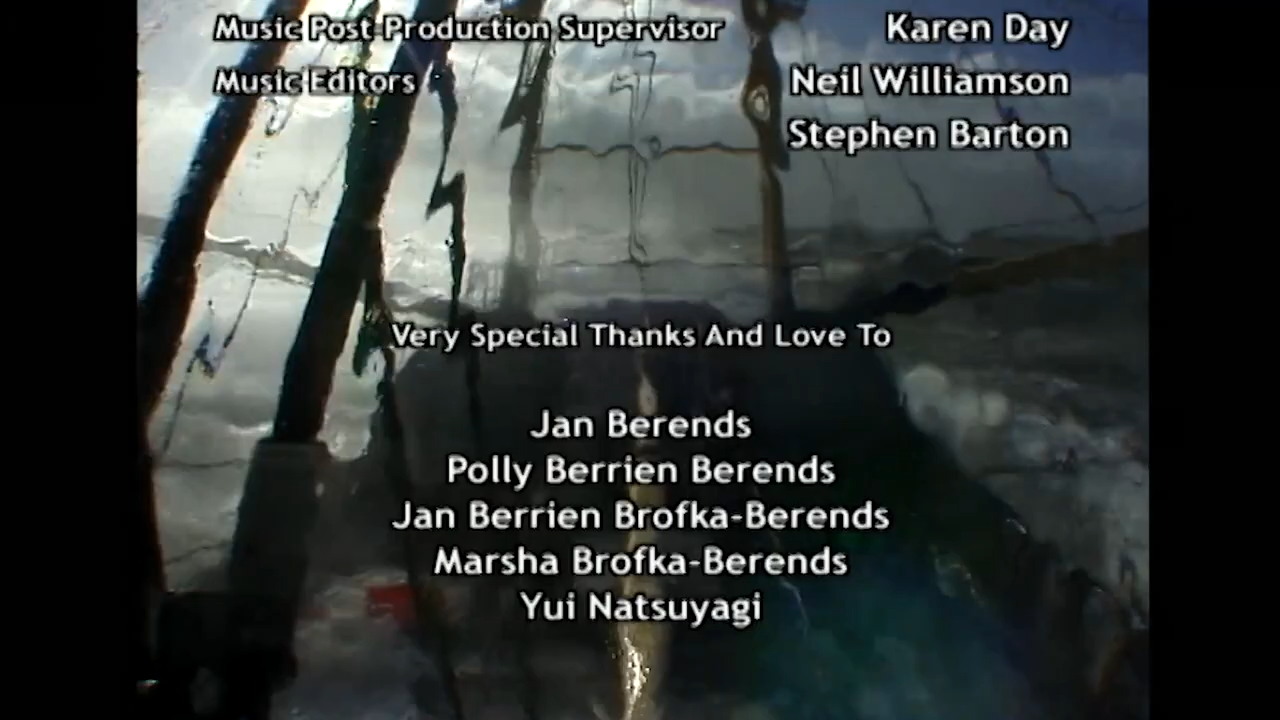 Music Post-Production Supervisor Karen Day
Music Editors Neil Williamson
Stephen Barton
Very Special Thanks And Love To
Jan Berends
Polly Berrien Berends
Jan Berrien Brofka-Berends
Marsha Brofka-Berends
Yui Natsuyagi